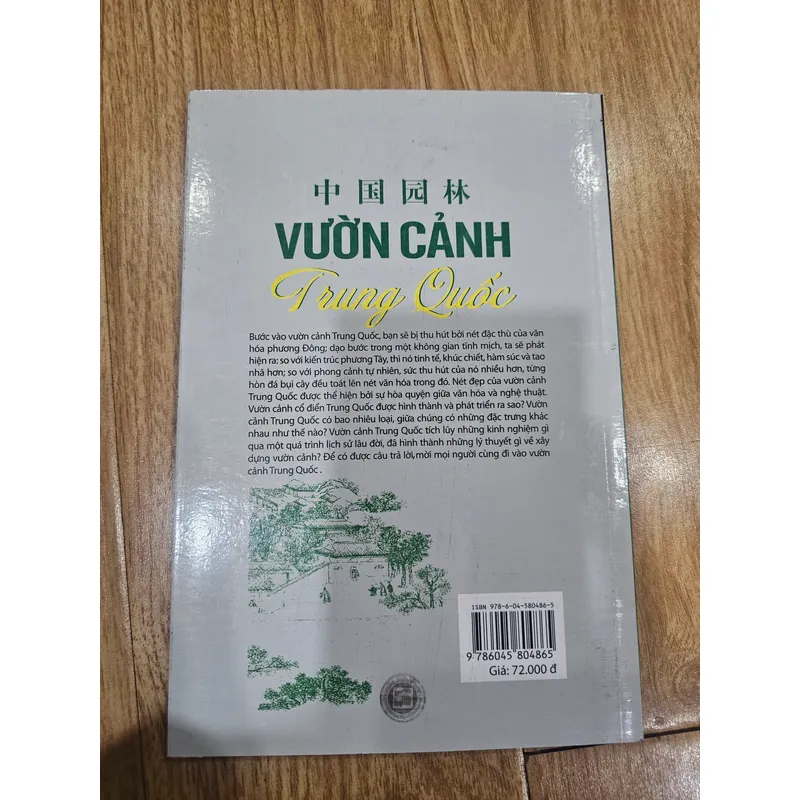 中国园林
VƯỜN CẢNH
Trung Quốc
Bước vào vườn cảnh Trung Quốc, bạn sẽ bị thu hút bởi nét đặc thù của văn
hóa phương Đông; dạo bước trong một không gian tĩnh mịch, ta sẽ phát
hiện ra: so với kiến trúc phương Tây, thì nó tinh tế, khúc chiết, hàm súc và tao
nhã hơn; so với phong cảnh tự nhiên, sức thu hút của nó nhiều hơn, từng
hòn đá bụi cây đều toát lên nét văn hóa trong đó. Nét đẹp của vườn cảnh
Trung Quốc được thể hiện bởi sự hòa quyện giữa văn hóa và nghệ thuật.
Vườn cảnh cổ điển Trung Quốc được hình thành và phát triển ra sao? Vườn
cảnh Trung Quốc có bao nhiêu loại, giữa chúng có những đặc trưng khác
nhau như thế nào? Vườn cảnh Trung Quốc tích lũy những kinh nghiệm gì
qua một quá trình lịch sử lâu đời, đã hình thành những lý thuyết gì về xây
dựng vườn cảnh? Để có được câu trả lời, mời mọi người cùng đi vào vườn
cảnh Trung Quốc .
ISBN 978-6-04-580486-5
9 786045 804865
Giá: 72.000 đ